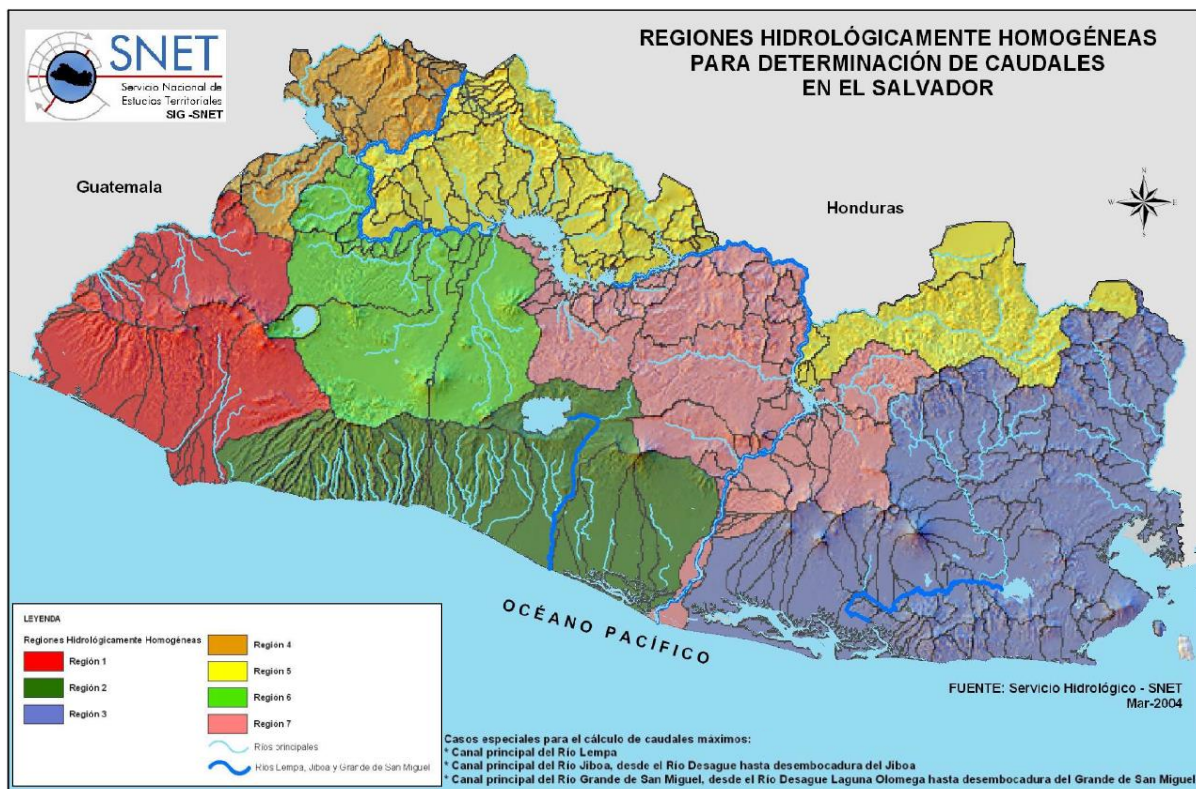 SNET
Servicio Nacional de
Estudios Territoriales
SIG -SNET
REGIONES HIDROLÓGICAMENTE HOMOGÉNEAS
PARA DETERMINACIÓN DE CAUDALES
EN EL SALVADOR
Guatemala
Honduras
N
W
E
S
OCÉANO PACÍFICO
LEYENDA
Regiones Hidrológicamente Homogéneas
Región 1
Región 2
Región 3
Región 4
Región 5
Región 6
Región 7
Ríos principales
Ríos Lempa, Jiboa y Grande de San Miguel
FUENTE: Servicio Hidrológico - SNET
Mar-2004
Casos especiales para el cálculo de caudales máximos:
* Canal principal del Río Lempa
* Canal principal del Río Jiboa, desde el Río Desague hasta desembocadura del Jiboa
* Canal principal del Río Grande de San Miguel, desde el Río Desague Laguna Olomega hasta desembocadura del Grande de San Miguel